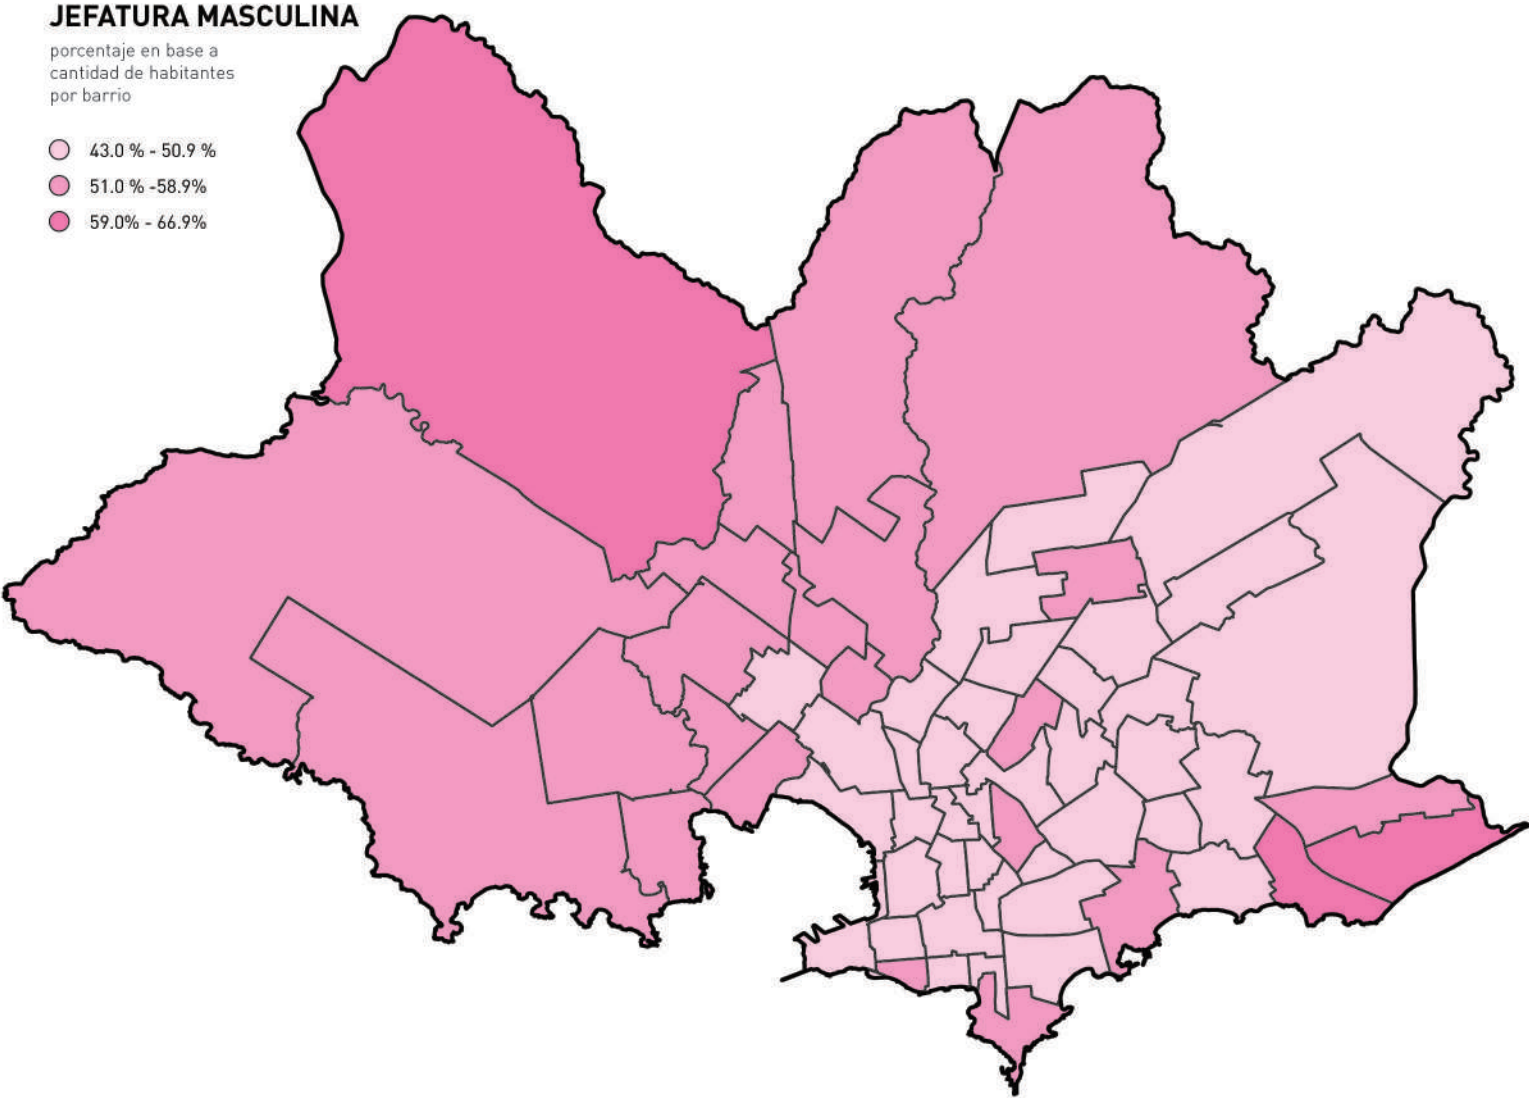 JEFATURA MASCULINA
porcentaje en base a
cantidad de habitantes
por barrio
43.0 % - 50.9 %
51.0 % -58.9%
59.0% - 66.9%